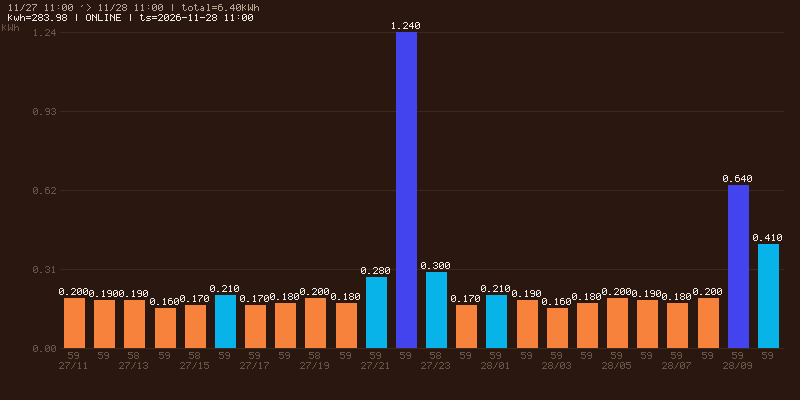 11/27 11:00 -> 11/28 11:00 | total=6.40kWh
Kwh=283.98 | ONLINE | ts=2026-11-28 11:00
kWh
1.24
0.93
0.62
0.31
0.00
0.200 0.190 0.190 0.160 0.170 0.210 0.170 0.180 0.200 0.180 0.280 1.240 0.300 0.170 0.210 0.190 0.160 0.180 0.200 0.190 0.180 0.200 0.640 0.410
59 59 58 59 58 59 59 59 58 59 59 59 58 59 59 59 59 59 58 59 59 59 59 59
27/11 27/13 27/15 27/17 27/19 27/21 27/23 28/01 28/03 28/05 28/07 28/09